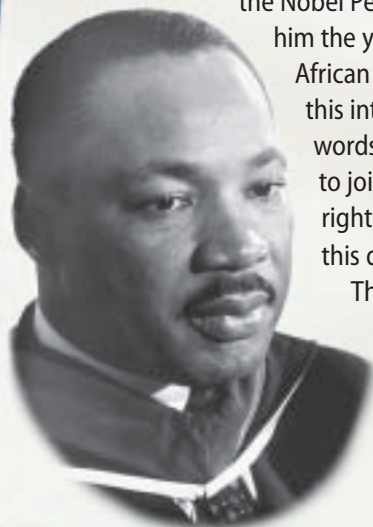 the Nobel Pe
him the y
African
this int
words
to joi
right
this c
Th